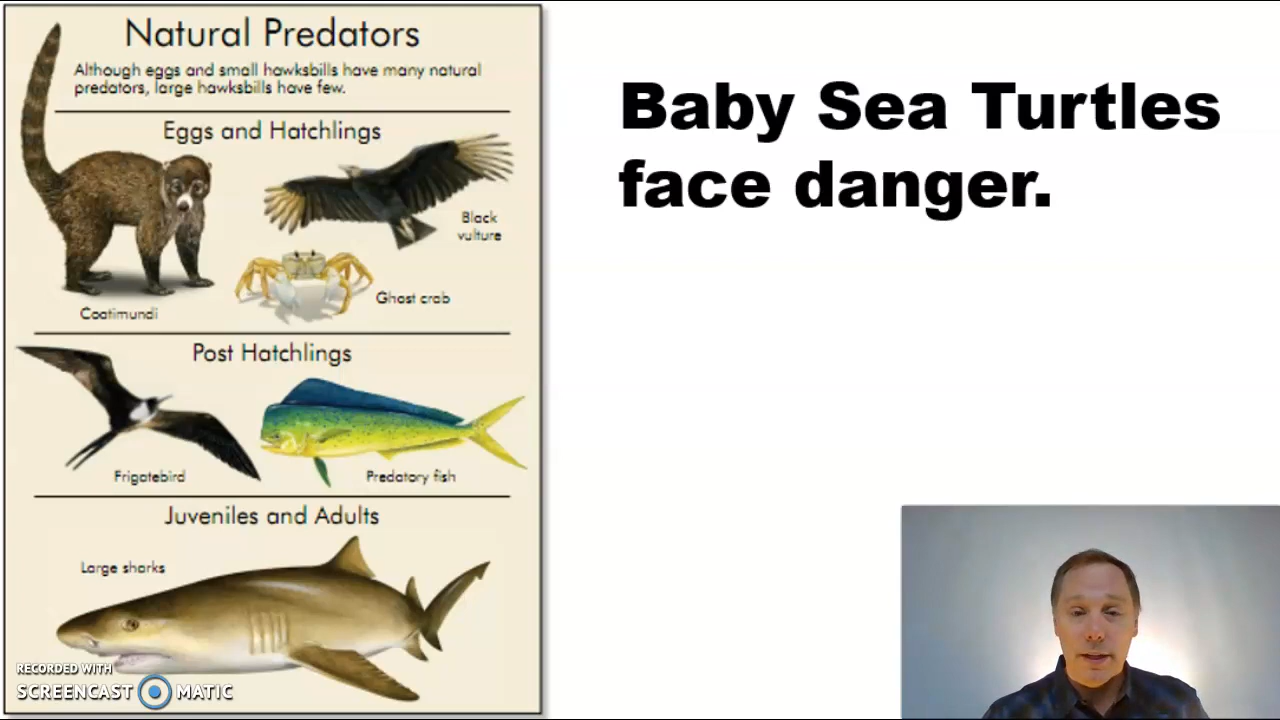 Natural Predators
Although eggs and small hawksbills have many natural
predators, large hawksbills have few.
Eggs and Hatchlings
Black
vulture
Ghost crab
Coatimundi
Post Hatchlings
Frigatebird
Predatory fish
Juveniles and Adults
Large sharks
RECORDED WITH
SCREENCAST MATIC
Baby Sea Turtles
face danger.